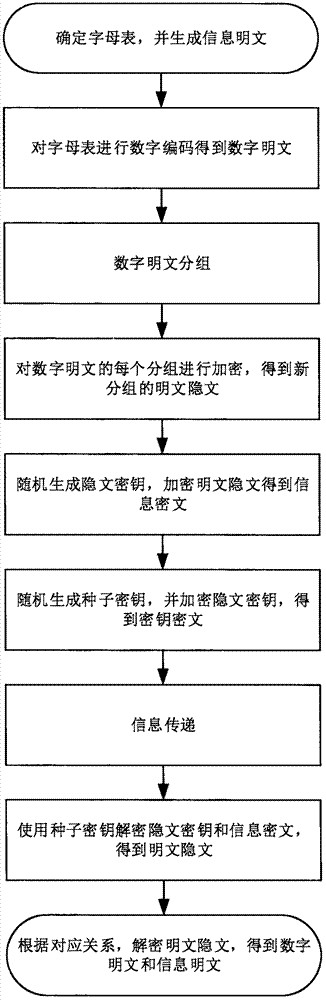 确定字母表，并生成信息明文
对字母表进行数字编码得到数字明文
数字明文分组
对数字明文的每个分组进行加密，得到新
分组的明文隐文
随机生成隐文密钥，加密明文隐文得到信
息密文
随机生成种子密钥，并加密隐文密钥，得
到密钥密文
信息传递
使用种子密钥解密隐文密钥和信息密文，
得到明文隐文
根据对应关系，解密明文隐文，得到数字
明文和信息明文